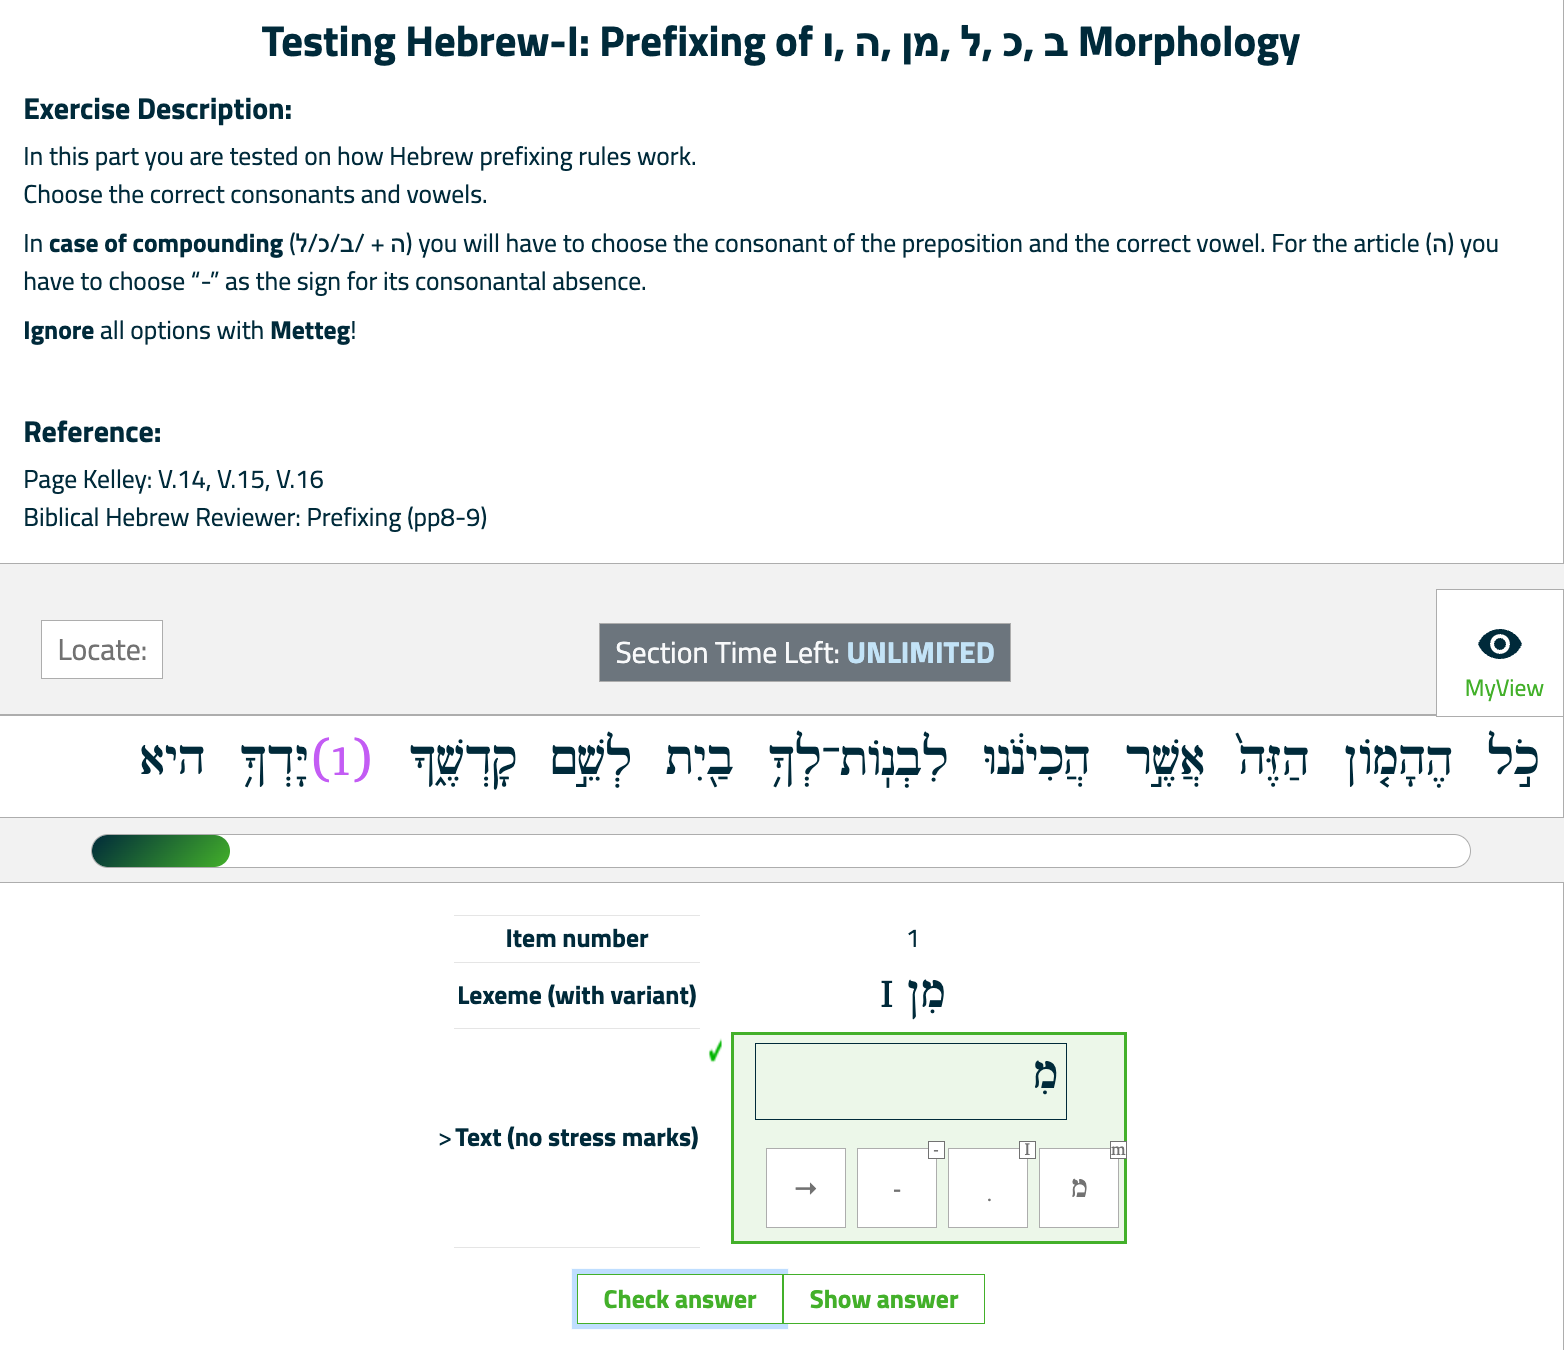 Testing Hebrew-I: Prefixing of ו, ה, מן, ל, כ, ב Morphology
Exercise Description:
In this part you are tested on how Hebrew prefixing rules work.
Choose the correct consonants and vowels.
In case of compounding (ה + /ב/כ/ל) you will have to choose the consonant of the preposition and the correct vowel. For the article (ה) you
have to choose “-” as the sign for its consonantal absence.
Ignore all options with Metteg!
Reference:
Page Kelley: V.14, V.15, V.16
Biblical Hebrew Reviewer: Prefixing (pp8-9)
Locate:
Section Time Left: UNLIMITED
MyView
כֹ֣ל הֶהָמ֤וֹן הַזֶּה֙ אֲשֶׁ֣ר הֲכִינֹ֔נוּ לִבְנֽוֹת־לְךָ֥ בַ֖יִת לְשֵׁ֣ם קָדְשֶׁ֑ךָ (1)יָּדְךָ֥ היא
Item number
1
Lexeme (with variant)
מִן I
✓
מִ
> Text (no stress marks)
- I m
→ - ִ מ
Check answer
Show answer